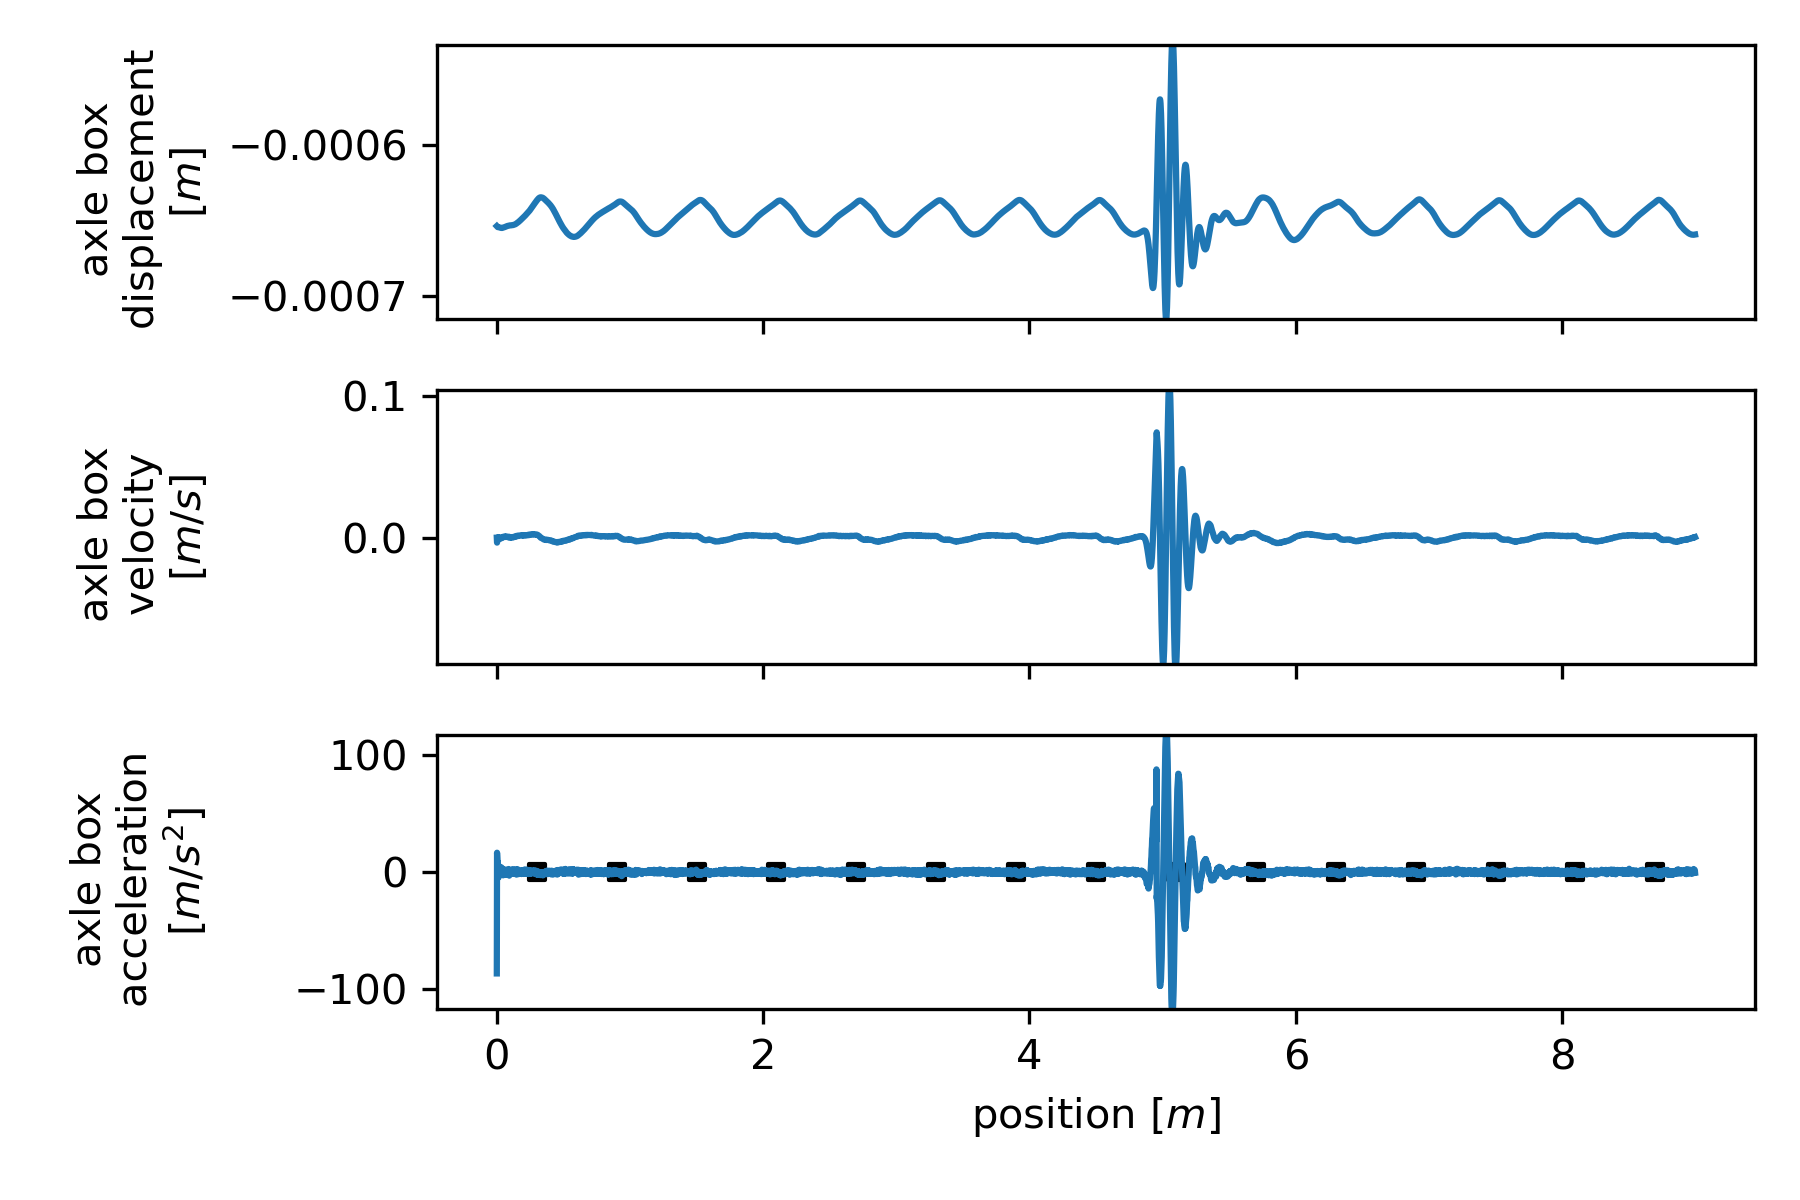 axle box
displacement
[m]
−0.0006
−0.0007
axle box
velocity
[m/s]
0.1
0.0
axle box
acceleration
[m/s²]
100
0
−100
0 2 4 6 8
position [m]